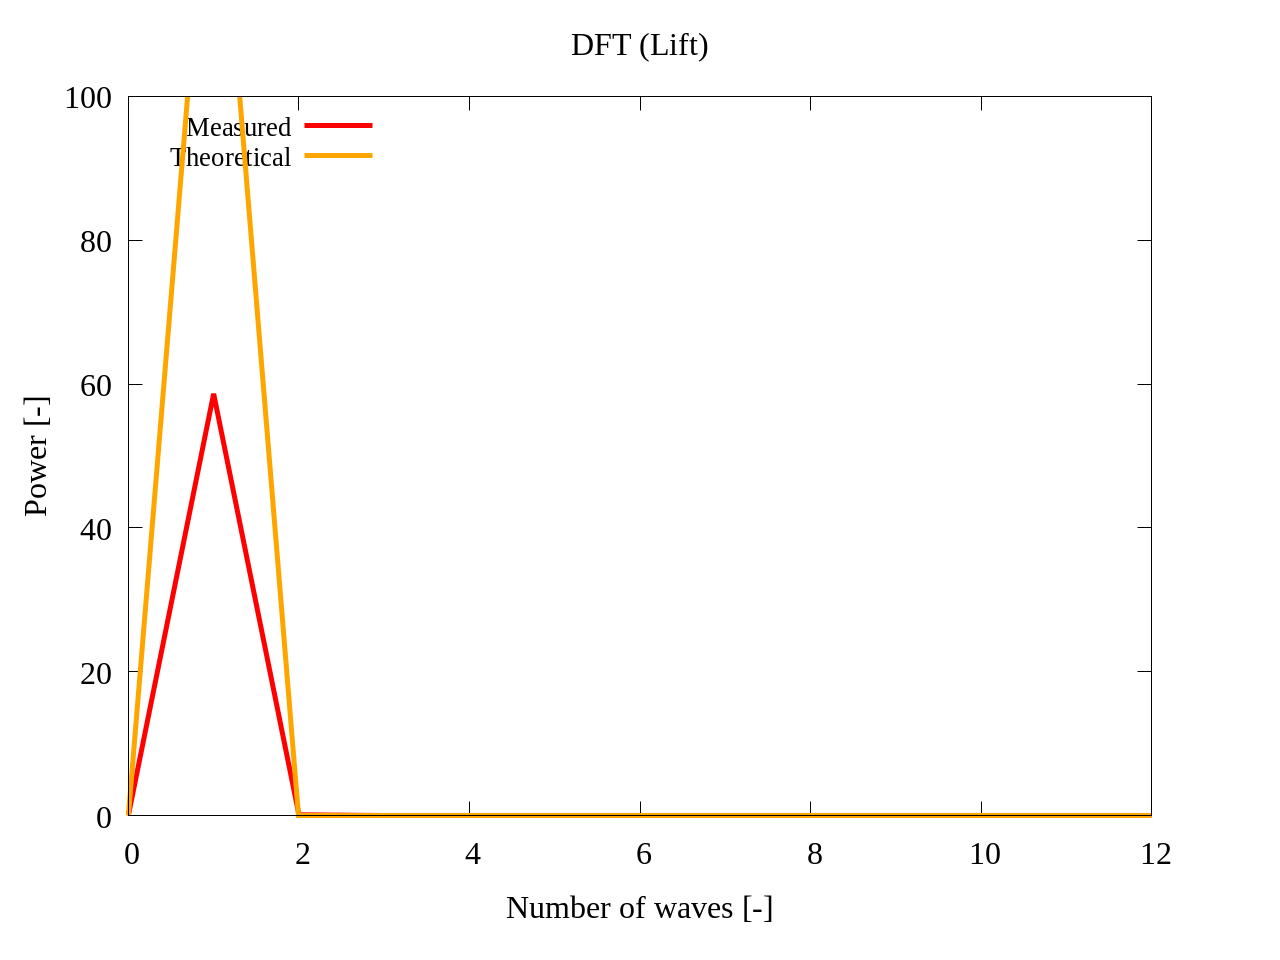 DFT (Lift)
100
Measured
Theoretical
80
60
40
20
0
Power [-]
0 2 4 6 8 10 12
Number of waves [-]